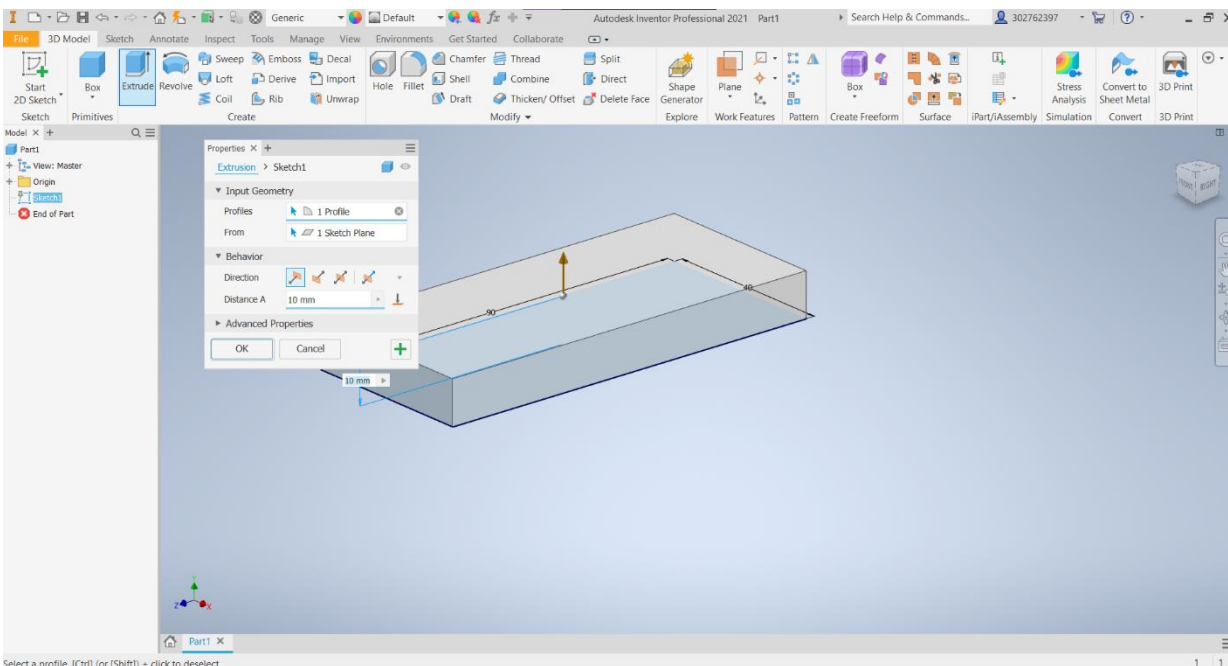 Generic Default fx Autodesk Inventor Professional 2021 Part1 Search Help & Commands... 302762397
File 3D Model Sketch Annotate Inspect Tools Manage View Environments Get Started Collaborate
Start 2D Sketch
Box
Extrude
Revolve
Sweep Emboss Decal
Loft Derive Import
Coil Rib Unwrap
Hole
Fillet
Chamfer Thread Split
Shell Combine Direct
Draft Thicken/ Offset Delete Face
Shape Generator
Plane
Box
Stress Analysis
Convert to Sheet Metal
3D Print
Sketch Primitives Create Modify Explore Work Features Pattern Create Freeform Surface iPart/iAssembly Simulation Convert 3D Print
Model × +
Part1
View: Master
Origin
Sketch1
End of Part
Properties × +
Extrusion > Sketch1
Input Geometry
Profiles 1 Profile
From 1 Sketch Plane
Behavior
Direction
Distance A 10 mm
Advanced Properties
OK Cancel
90
40
10 mm
FRONT RIGHT
Y
Z X
Part1 ×
Select a profile, [Ctrl] (or [Shift]) + click to deselect 1 1